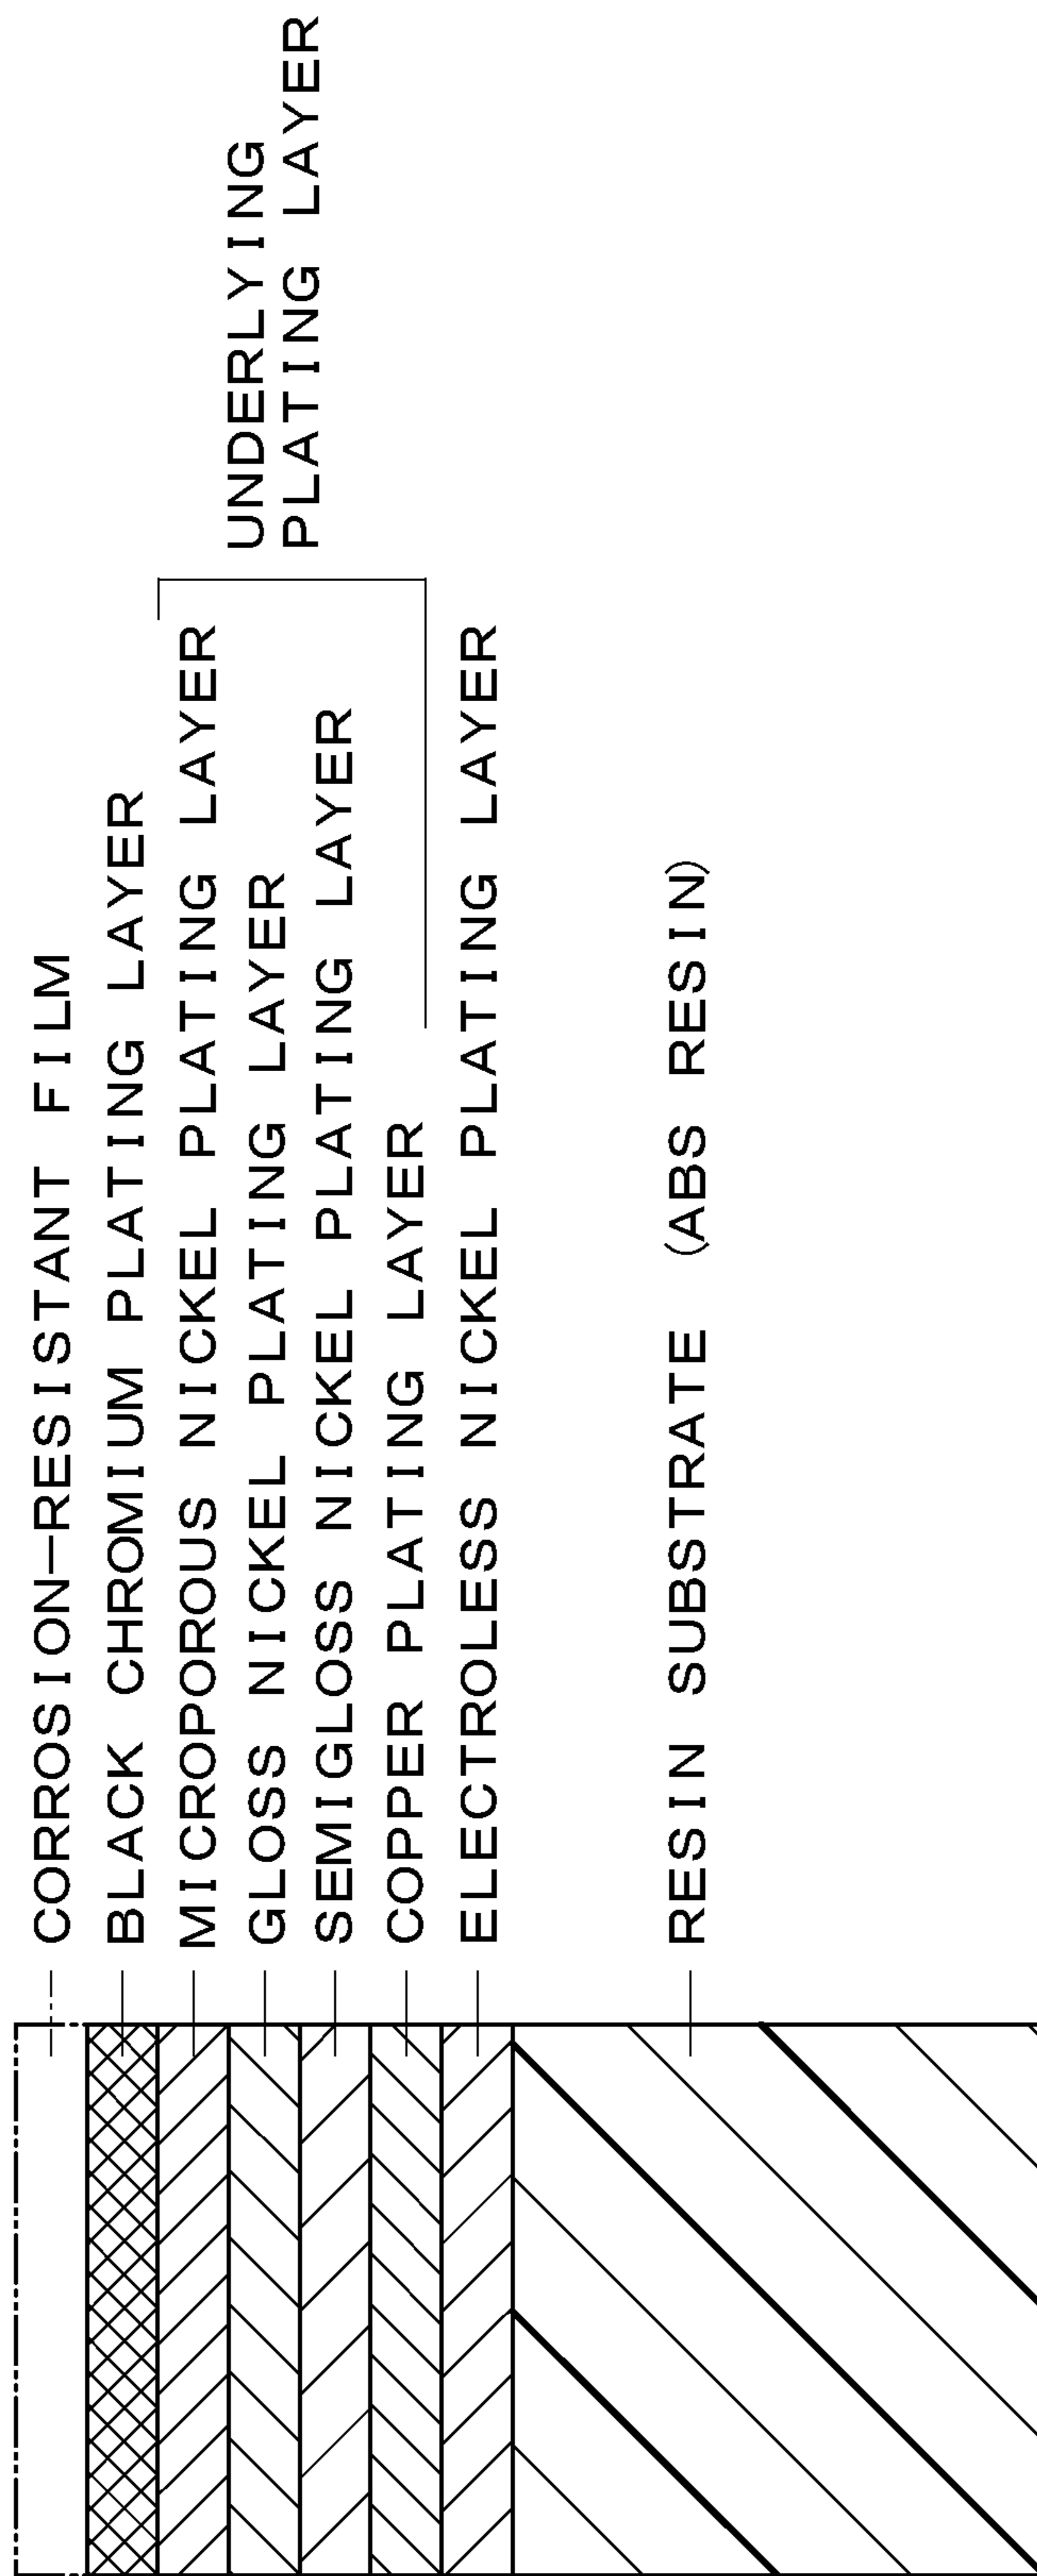 CORROSION-RESISTANT FILM
BLACK CHROMIUM PLATING LAYER
MICROPOROUS NICKEL PLATING LAYER
GLOSS NICKEL PLATING LAYER
SEMIGLOSS NICKEL PLATING LAYER
COPPER PLATING LAYER
UNDERLYING
PLATING LAYER
ELECTROLESS NICKEL PLATING LAYER
RESIN SUBSTRATE (ABS RESIN)